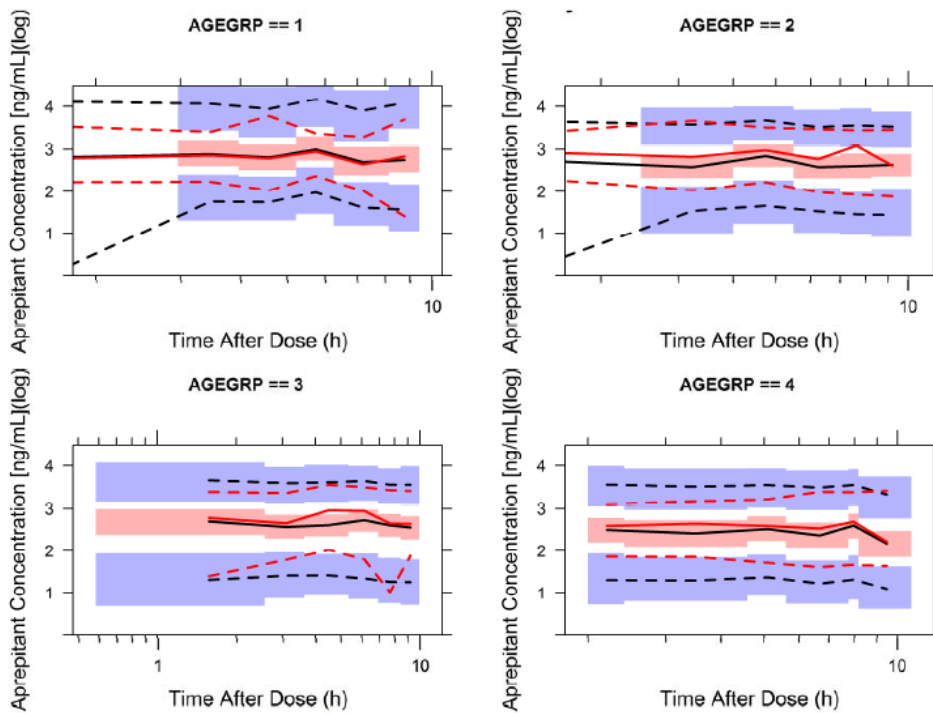 AGEGRP == 1
Aprepitant Concentration [ng/mL](log)
4
3
2
1
10
Time After Dose (h)
AGEGRP == 2
Aprepitant Concentration [ng/mL](log)
4
3
2
1
10
Time After Dose (h)
AGEGRP == 3
Aprepitant Concentration [ng/mL](log)
4
3
2
1
1 10
Time After Dose (h)
AGEGRP == 4
Aprepitant Concentration [ng/mL](log)
4
3
2
1
10
Time After Dose (h)